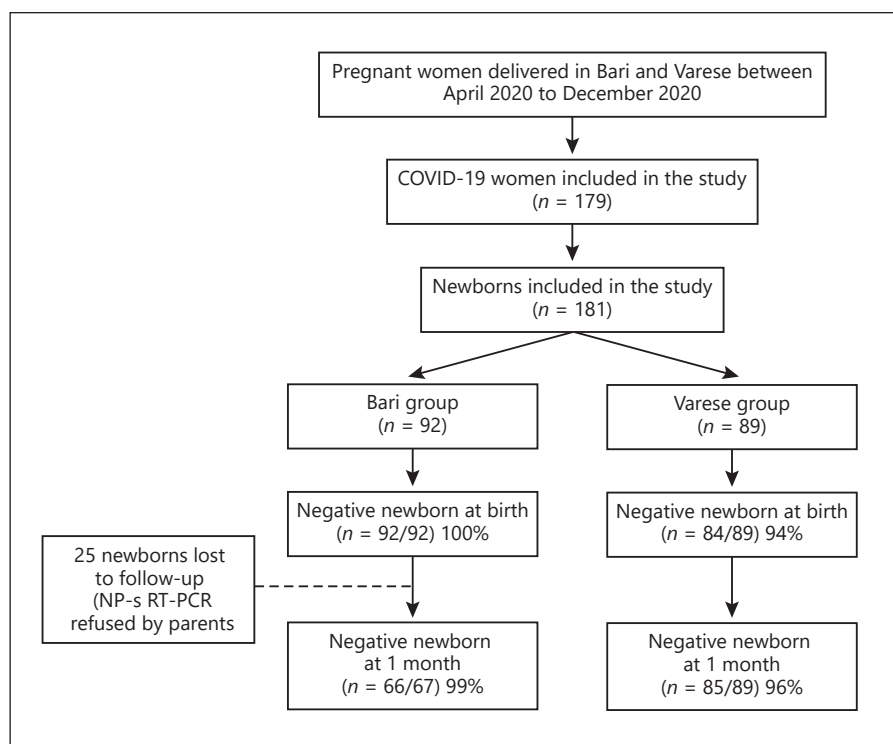 Pregnant women delivered in Bari and Varese between
April 2020 to December 2020
COVID-19 women included in the study
(n = 179)
Newborns included in the study
(n = 181)
Bari group
(n = 92)
Varese group
(n = 89)
Negative newborn at birth
(n = 92/92) 100%
Negative newborn at birth
(n = 84/89) 94%
25 newborns lost
to follow-up
(NP-s RT-PCR
refused by parents
Negative newborn
at 1 month
(n = 66/67) 99%
Negative newborn
at 1 month
(n = 85/89) 96%